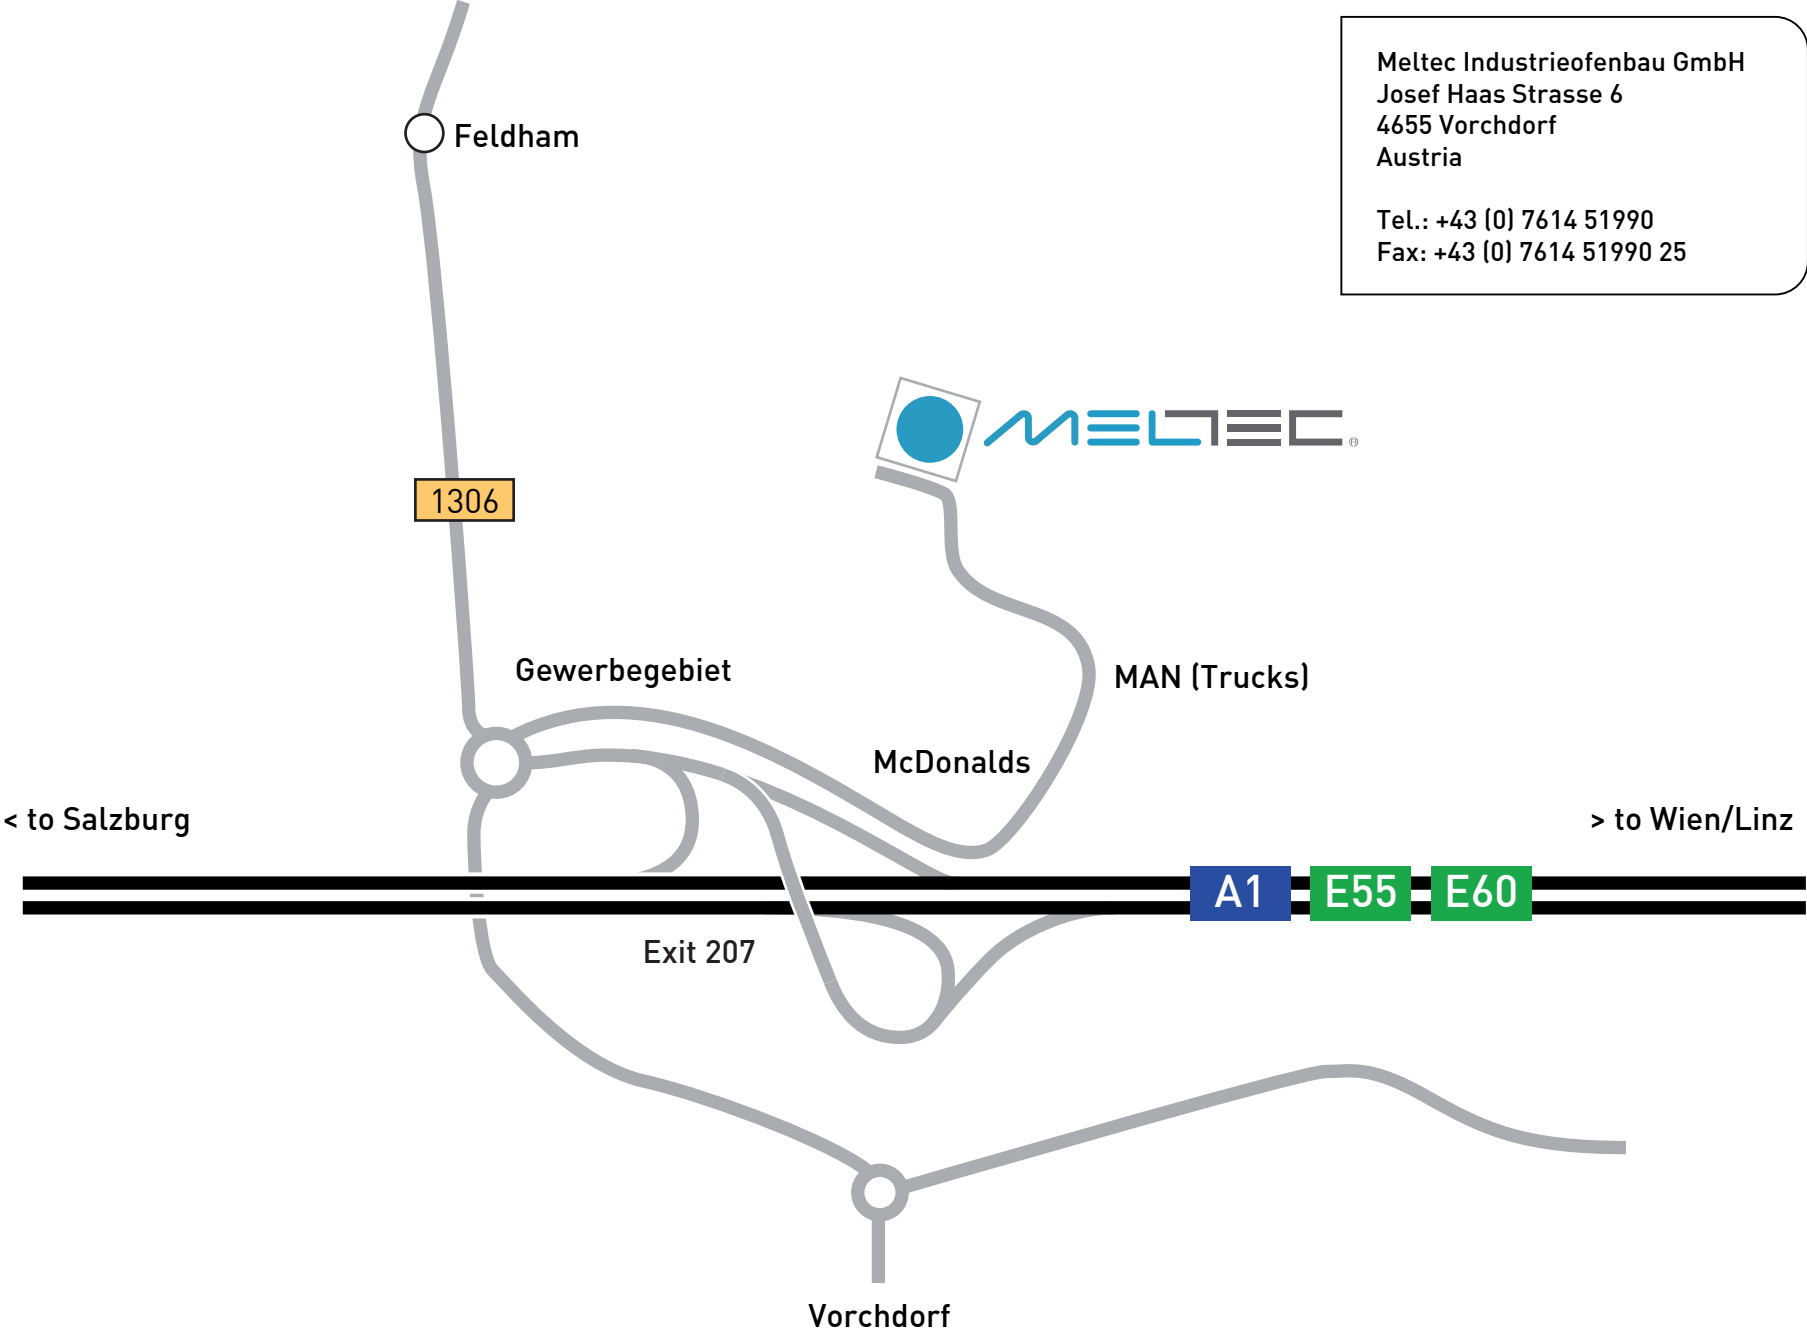 Meltec Industrieofenbau GmbH
Josef Haas Strasse 6
4655 Vorchdorf
Austria
Tel.: +43 (0) 7614 51990
Fax: +43 (0) 7614 51990 25
Feldham
MELTEC ®
1306
Gewerbegebiet
MAN (Trucks)
McDonalds
< to Salzburg
> to Wien/Linz
A1 E55 E60
Exit 207
Vorchdorf